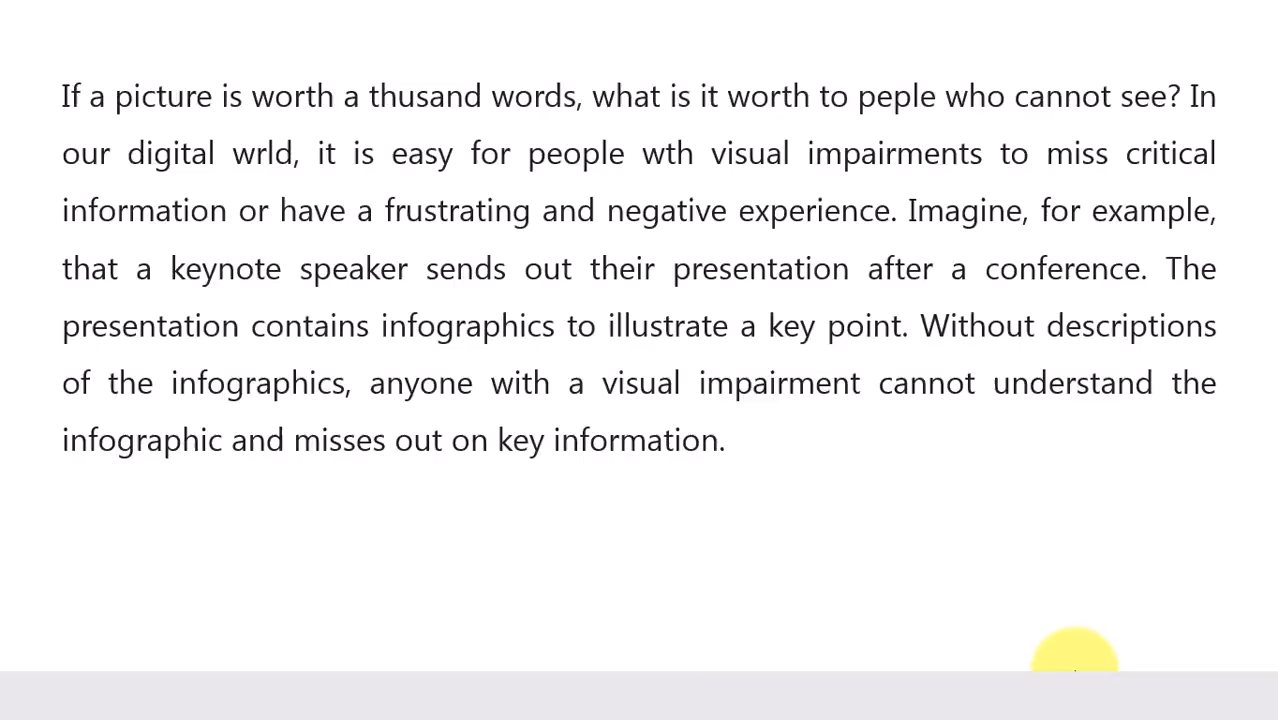 If a picture is worth a thusand words, what is it worth to peple who cannot see? In
our digital wrld, it is easy for people wth visual impairments to miss critical
information or have a frustrating and negative experience. Imagine, for example,
that a keynote speaker sends out their presentation after a conference. The
presentation contains infographics to illustrate a key point. Without descriptions
of the infographics, anyone with a visual impairment cannot understand the
infographic and misses out on key information.